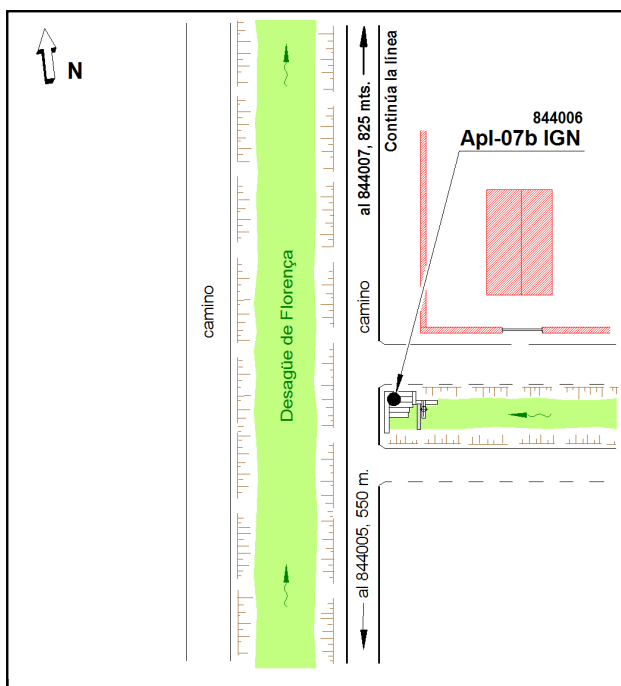 N
844006
Apl-07b IGN
al 844007, 825 mts.
Continúa la línea
camino
camino
Desagüe de Florença
al 844005, 550 m.